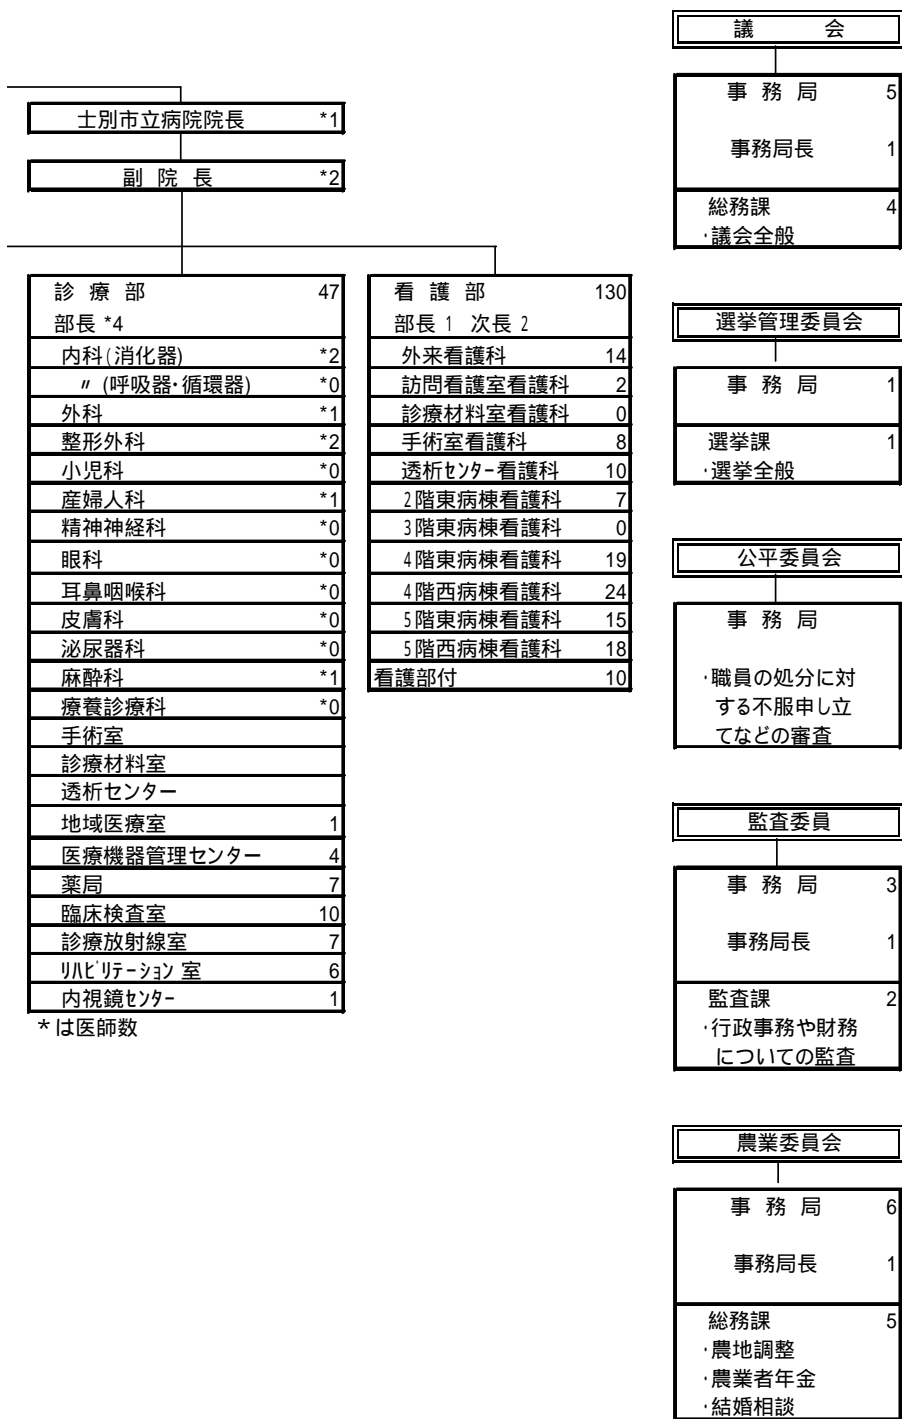 士別市立病院院長 *1
副 院 長 *2
診 療 部 47
部長 *4
内科(消化器) *2
〃 (呼吸器・循環器) *0
外科 *1
整形外科 *2
小児科 *0
産婦人科 *1
精神神経科 *0
眼科 *0
耳鼻咽喉科 *0
皮膚科 *0
泌尿器科 *0
麻酔科 *1
療養診療科 *0
手術室
診療材料室
透析センター
地域医療室 1
医療機器管理センター 4
薬局 7
臨床検査室 10
診療放射線室 7
ﾘﾊﾋﾞﾘﾃｰｼｮﾝ 室 6
内視鏡ｾﾝﾀｰ 1
*は医師数
看 護 部 130
部長 1 次長 2
外来看護科 14
訪問看護室看護科 2
診療材料室看護科 0
手術室看護科 8
透析ｾﾝﾀｰ看護科 10
2階東病棟看護科 7
3階東病棟看護科 0
4階東病棟看護科 19
4階西病棟看護科 24
5階東病棟看護科 15
5階西病棟看護科 18
看護部付 10
議 会
事 務 局 5
事務局長 1
総務課 4
・議会全般
選挙管理委員会
事 務 局 1
選挙課 1
・選挙全般
公平委員会
事 務 局
・職員の処分に対
する不服申し立
てなどの審査
監査委員
事 務 局 3
事務局長 1
監査課 2
・行政事務や財務
についての監査
農業委員会
事 務 局 6
事務局長 1
総務課 5
・農地調整
・農業者年金
・結婚相談